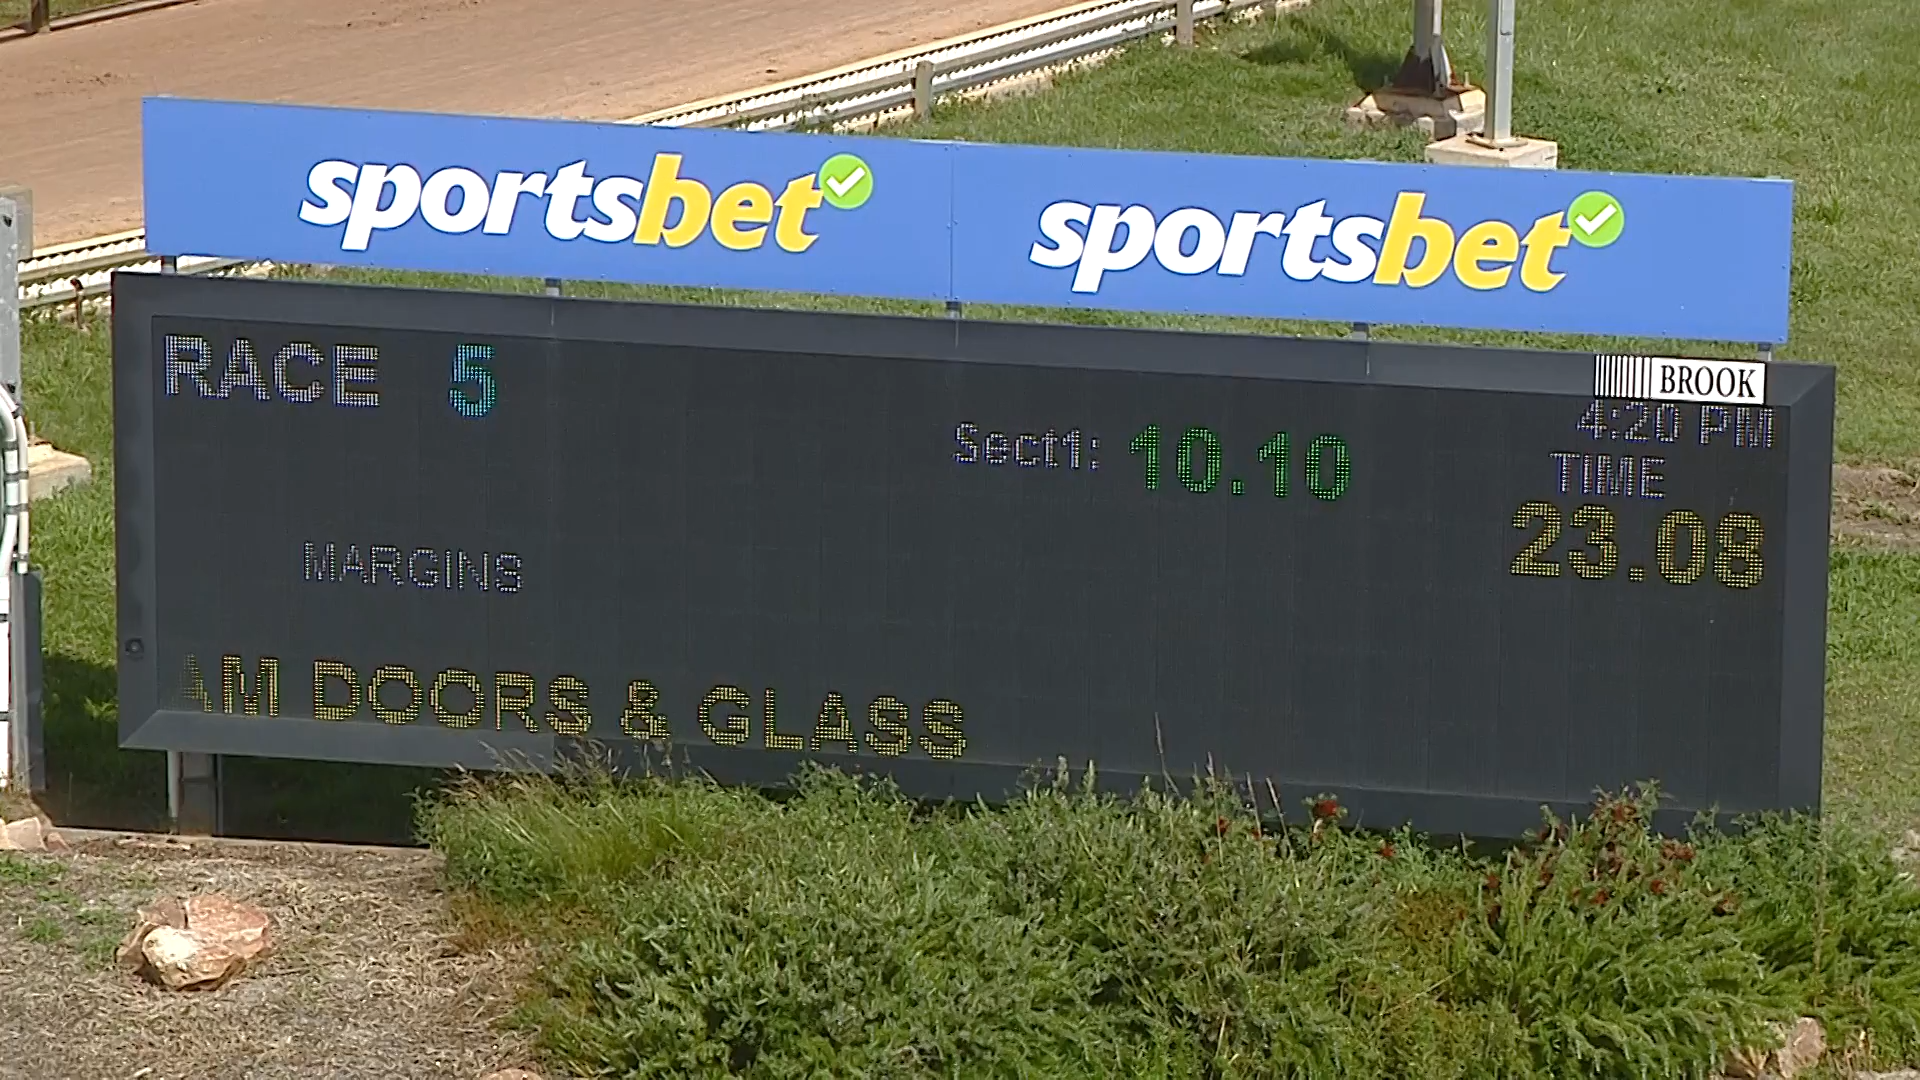 sportsbet sportsbet
BROOK
RACE 5
4:20 PM
Sect1: 10.10
TIME
23.08
MARGINS
AM DOORS & GLASS